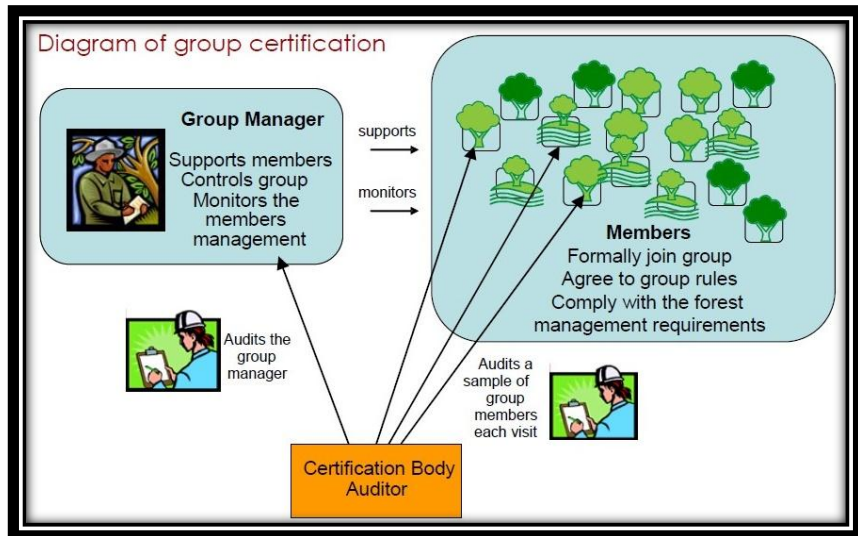 Diagram of group certification
Group Manager
Supports members
Controls group
Monitors the
members
management
supports
monitors
Members
Formally join group
Agree to group rules
Comply with the forest
management requirements
Audits the
group
manager
Audits a
sample of
group
members
each visit
Certification Body
Auditor